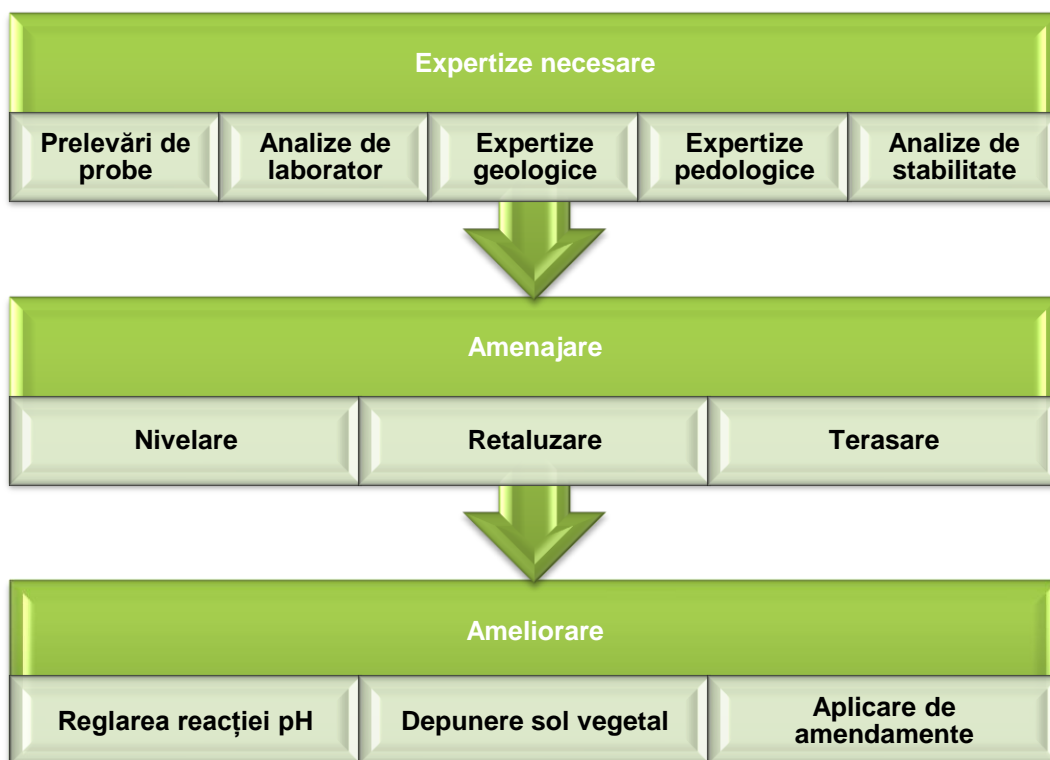 Expertize necesare
Prelevări de
probe
Analize de
laborator
Expertize
geologice
Expertize
pedologice
Analize de
stabilitate
Amenajare
Nivelare
Retaluzare
Terasare
Ameliorare
Reglarea reacției pH
Depunere sol vegetal
Aplicare de
amendamente